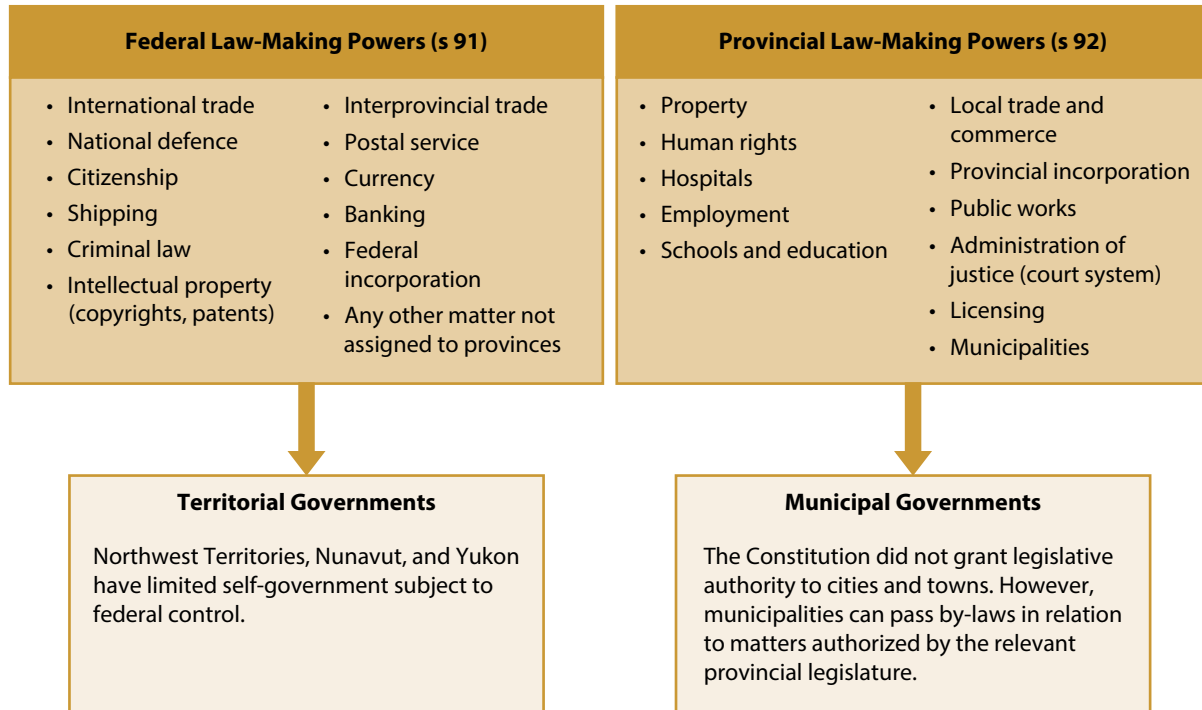 Federal Law-Making Powers (s 91)
• International trade
• National defence
• Citizenship
• Shipping
• Criminal law
• Intellectual property
(copyrights, patents)
• Interprovincial trade
• Postal service
• Currency
• Banking
• Federal
incorporation
• Any other matter not
assigned to provinces
Provincial Law-Making Powers (s 92)
• Property
• Human rights
• Hospitals
• Employment
• Schools and education
• Local trade and
commerce
• Provincial incorporation
• Public works
• Administration of
justice (court system)
• Licensing
• Municipalities
Territorial Governments
Northwest Territories, Nunavut, and Yukon
have limited self-government subject to
federal control.
Municipal Governments
The Constitution did not grant legislative
authority to cities and towns. However,
municipalities can pass by-laws in relation
to matters authorized by the relevant
provincial legislature.